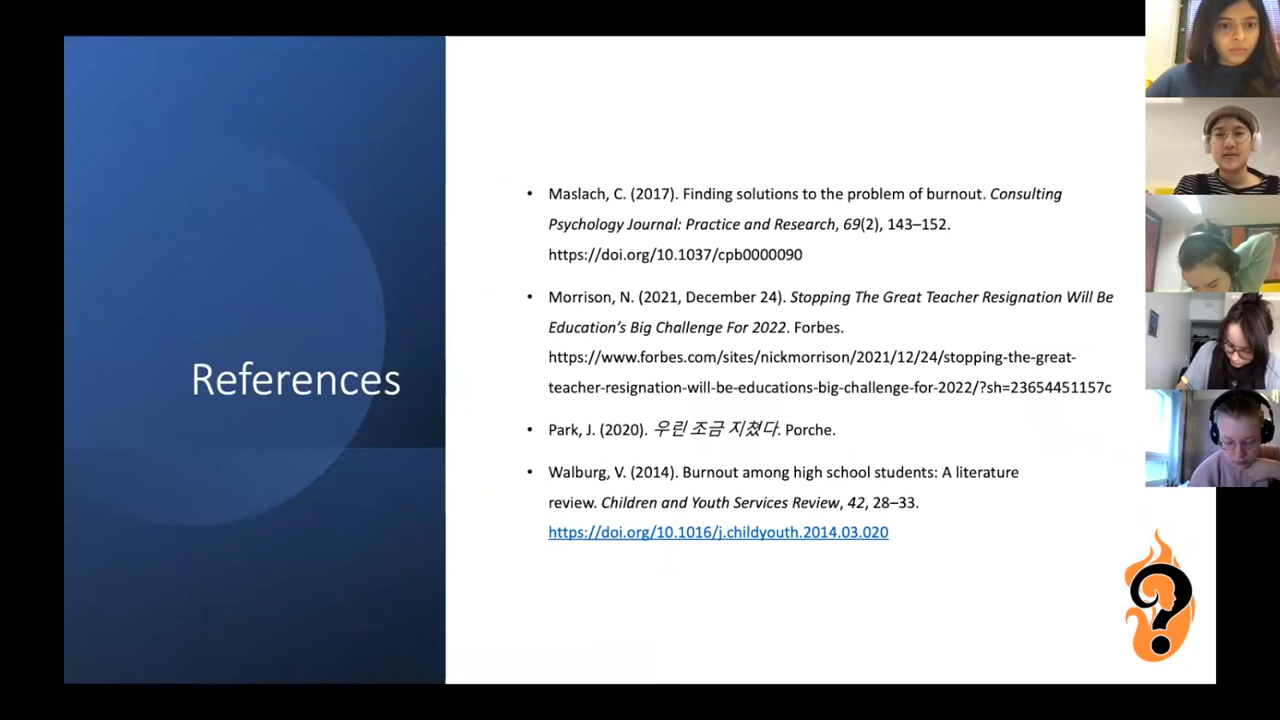 References
• Maslach, C. (2017). Finding solutions to the problem of burnout. Consulting
Psychology Journal: Practice and Research, 69(2), 143–152.
https://doi.org/10.1037/cpb0000090
• Morrison, N. (2021, December 24). Stopping The Great Teacher Resignation Will Be
Education’s Big Challenge For 2022. Forbes.
https://www.forbes.com/sites/nickmorrison/2021/12/24/stopping-the-great-
teacher-resignation-will-be-educations-big-challenge-for-2022/?sh=23654451157c
• Park, J. (2020). 우린 조금 지쳤다. Porche.
• Walburg, V. (2014). Burnout among high school students: A literature
review. Children and Youth Services Review, 42, 28–33.
https://doi.org/10.1016/j.childyouth.2014.03.020
?